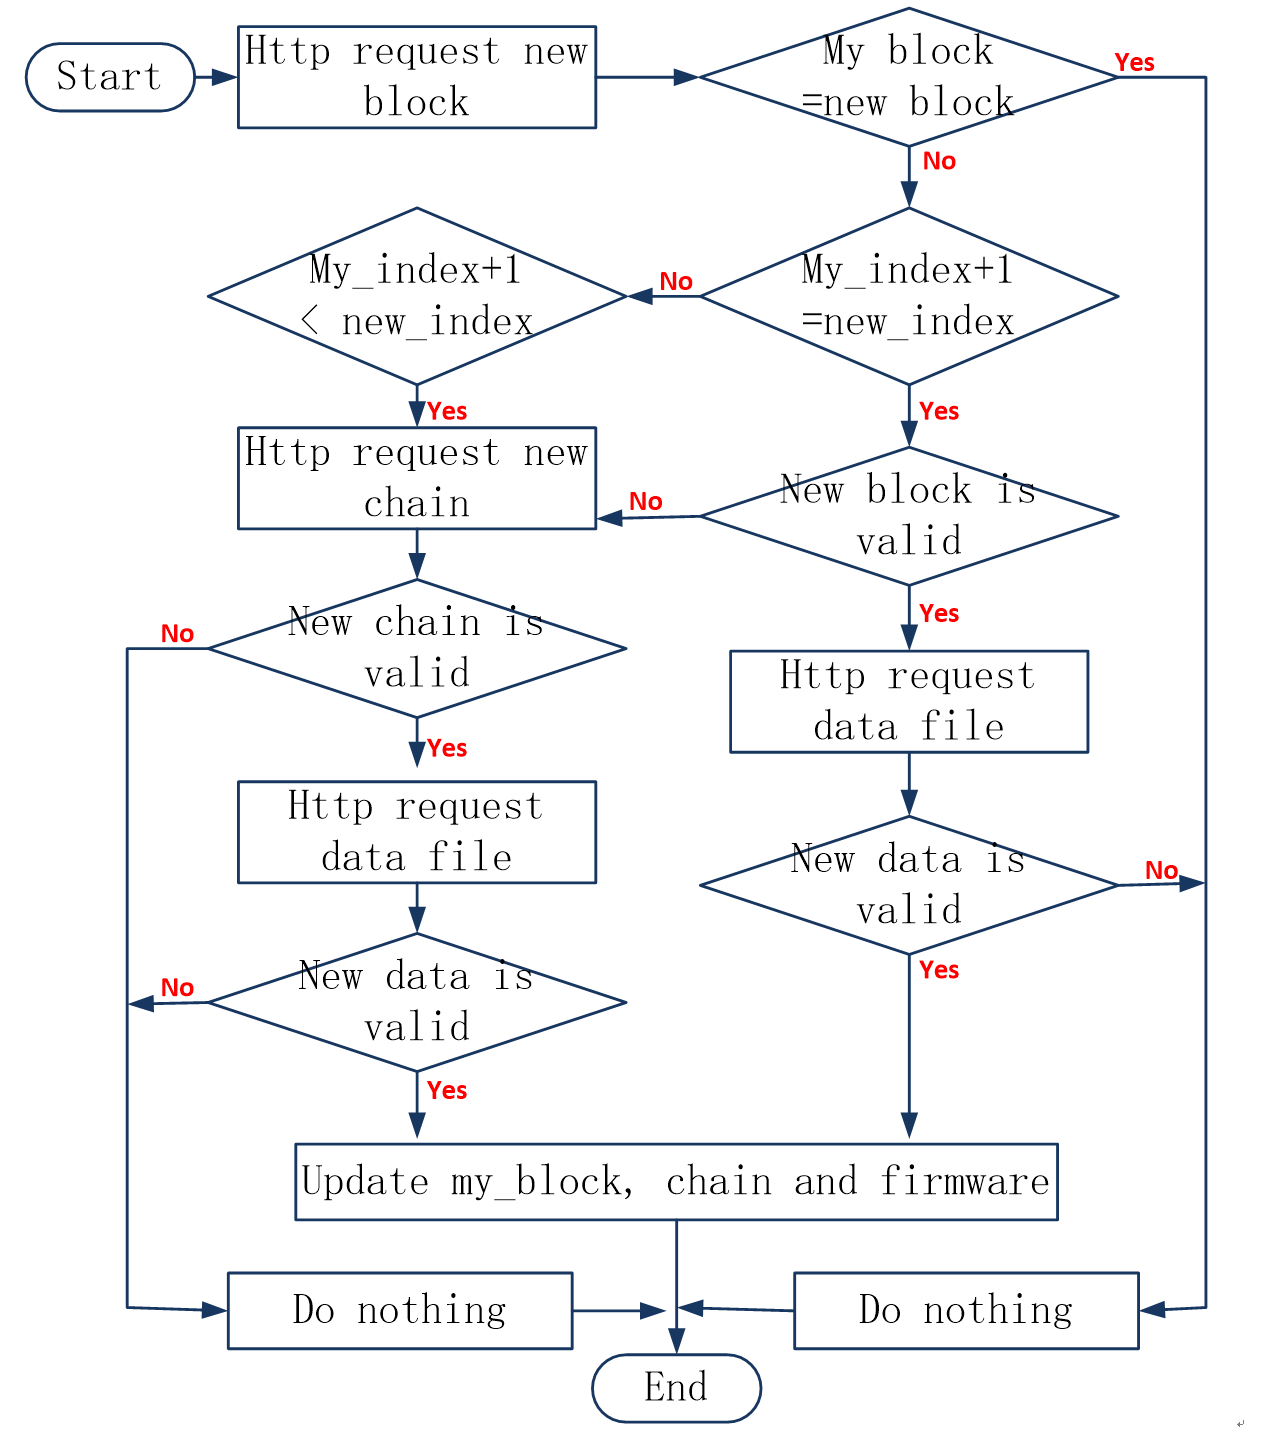 Start
Http request new
block
My block
=new block
Yes
No
My_index+1
< new_index
No
My_index+1
=new_index
Yes
Yes
Http request new
chain
No
New block is
valid
Yes
No
New chain is
valid
Yes
Http request
data file
Http request
data file
New data is
valid
No
Yes
No
New data is
valid
Yes
Update my_block, chain and firmware
Do nothing
Do nothing
End